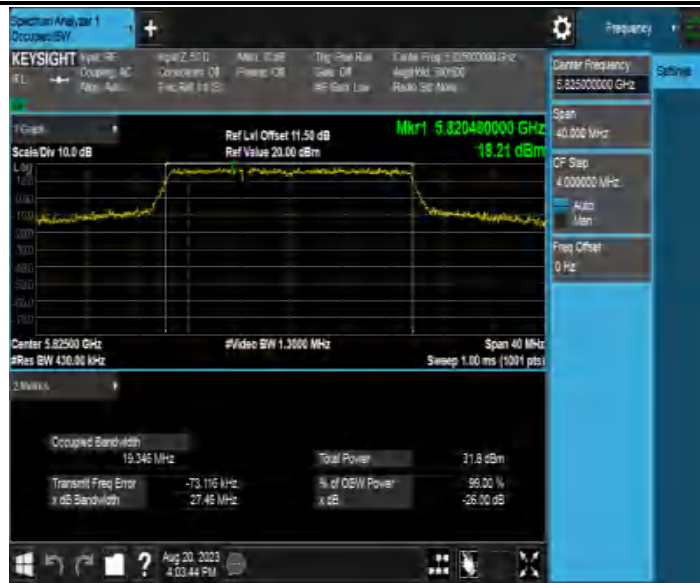 Spectrum Analyzer 1
Occupied BW
+
Frequency
KEYSIGHT Input: RF
Coupling: AC
Align: Auto
Input Z: 50 Ω
Corrections: Off
Atten: 10 dB
Preamp: Off
Trig: Free Run
Gate: Off
#IF Gain: Low
Center Freq: 5.825000000 GHz
Radio Std: None
Center Frequency
5.825000000 GHz
Settings
Span
40.000 MHz
CF Step
4.000000 MHz
Auto
Man
Freq Offset
0 Hz
1 Graph
Scale/Div 10.0 dB
Log
Ref Lvl Offset 11.50 dB
Ref Value 20.00 dBm
Mkr1 5.820480000 GHz
18.21 dBm
Center 5.82500 GHz
#Res BW 430.00 kHz
#Video BW 1.3000 MHz
Span 40 MHz
Sweep 1.00 ms (1001 pts)
2 Metrics
Occupied Bandwidth
19.346 MHz
Total Power 31.8 dBm
Transmit Freq Error -73.116 kHz
% of OBW Power 99.00 %
x dB Bandwidth 27.46 MHz
x dB -26.00 dB
?
Aug 20, 2023
4:03:44 PM